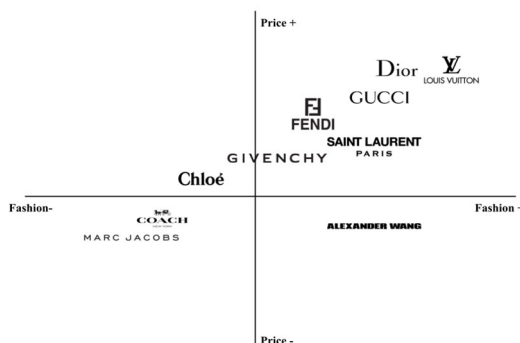 Price +
Dior
LOUIS VUITTON
GUCCI
FENDI
SAINT LAURENT
PARIS
GIVENCHY
Chloé
Fashion-
Fashion +
COACH
MARC JACOBS
ALEXANDER WANG
Price -